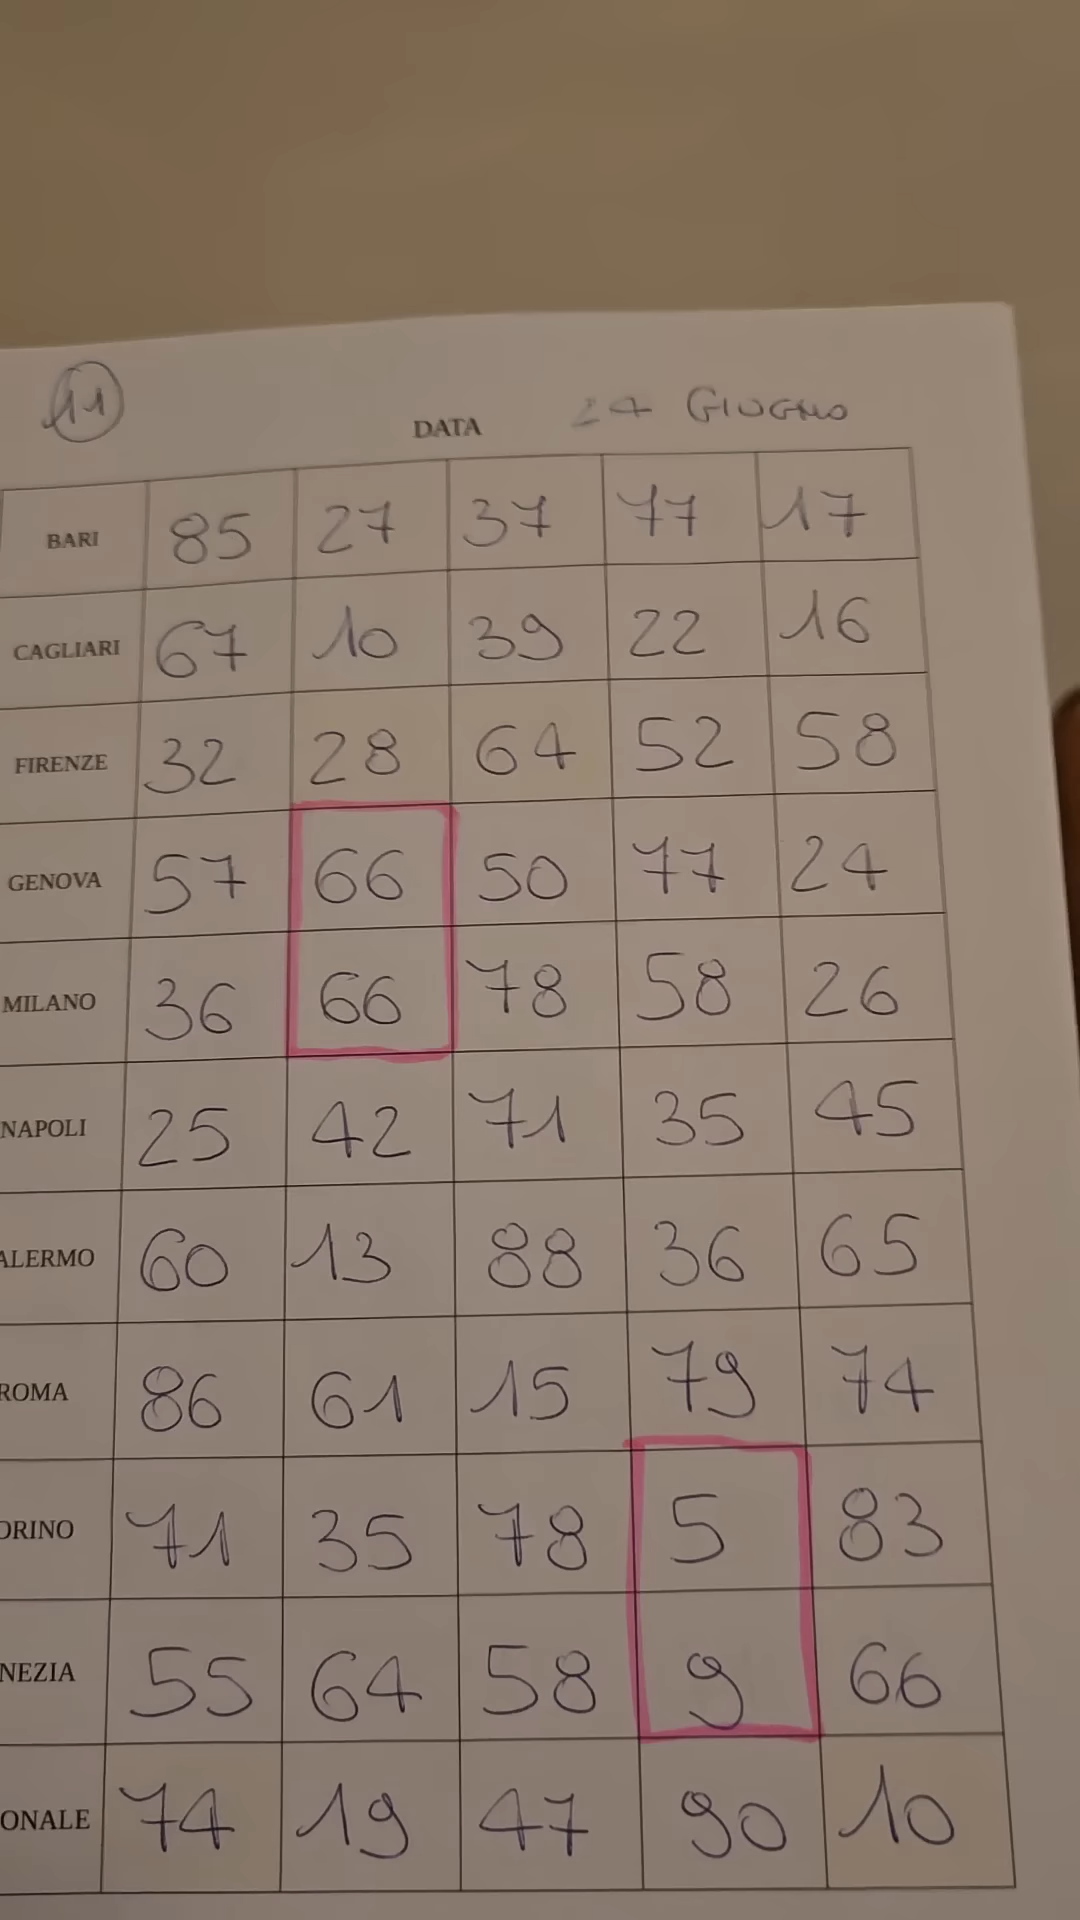 11
DATA 24 GIUGNO
BARI 85 27 37 77 17
CAGLIARI 67 10 39 22 16
FIRENZE 32 28 64 52 58
GENOVA 57 66 50 77 24
MILANO 36 66 78 58 26
NAPOLI 25 42 71 35 45
ALERMO 60 13 88 36 65
ROMA 86 61 15 79 74
ORINO 71 35 78 5 83
NEZIA 55 64 58 9 66
ONALE 74 19 47 90 10